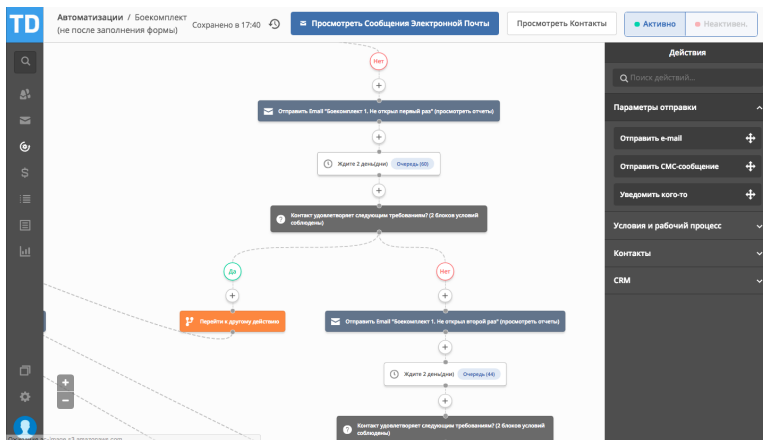 TD
Автоматизации / Боекомплект
(не после заполнения формы)
Сохранено в 17:40
Просмотреть Сообщения Электронной Почты
Просмотреть Контакты
Активно
Неактивен.
Нет
Отправить Email "Боекомплект 1. Не открыл первый раз" (просмотреть отчеты)
Ждите 2 день(дни) Очередь (60)
Контакт удовлетворяет следующим требованиям? (2 блоков условий
соблюдены)
Да
Нет
Перейти к другому действию
Отправить Email "Боекомплект 1. Не открыл второй раз" (просмотреть отчеты)
Ждите 2 день(дни) Очередь (44)
Контакт удовлетворяет следующим требованиям? (2 блоков условий
соблюдены)
Действия
Поиск действий...
Параметры отправки
Отправить e-mail
Отправить СМС-сообщение
Уведомить кого-то
Условия и рабочий процесс
Контакты
CRM